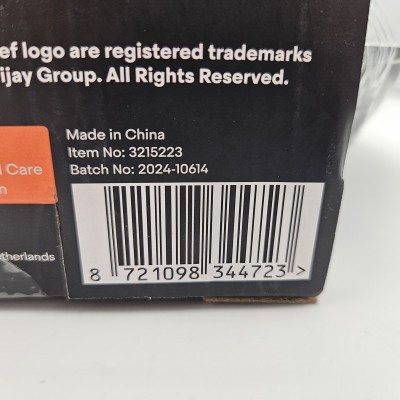 ef logo are registered trademarks
ijay Group. All Rights Reserved.
Made in China
Item No: 3215223
Batch No: 2024-10614
l Care
n
therlands
8 721098 344723 >